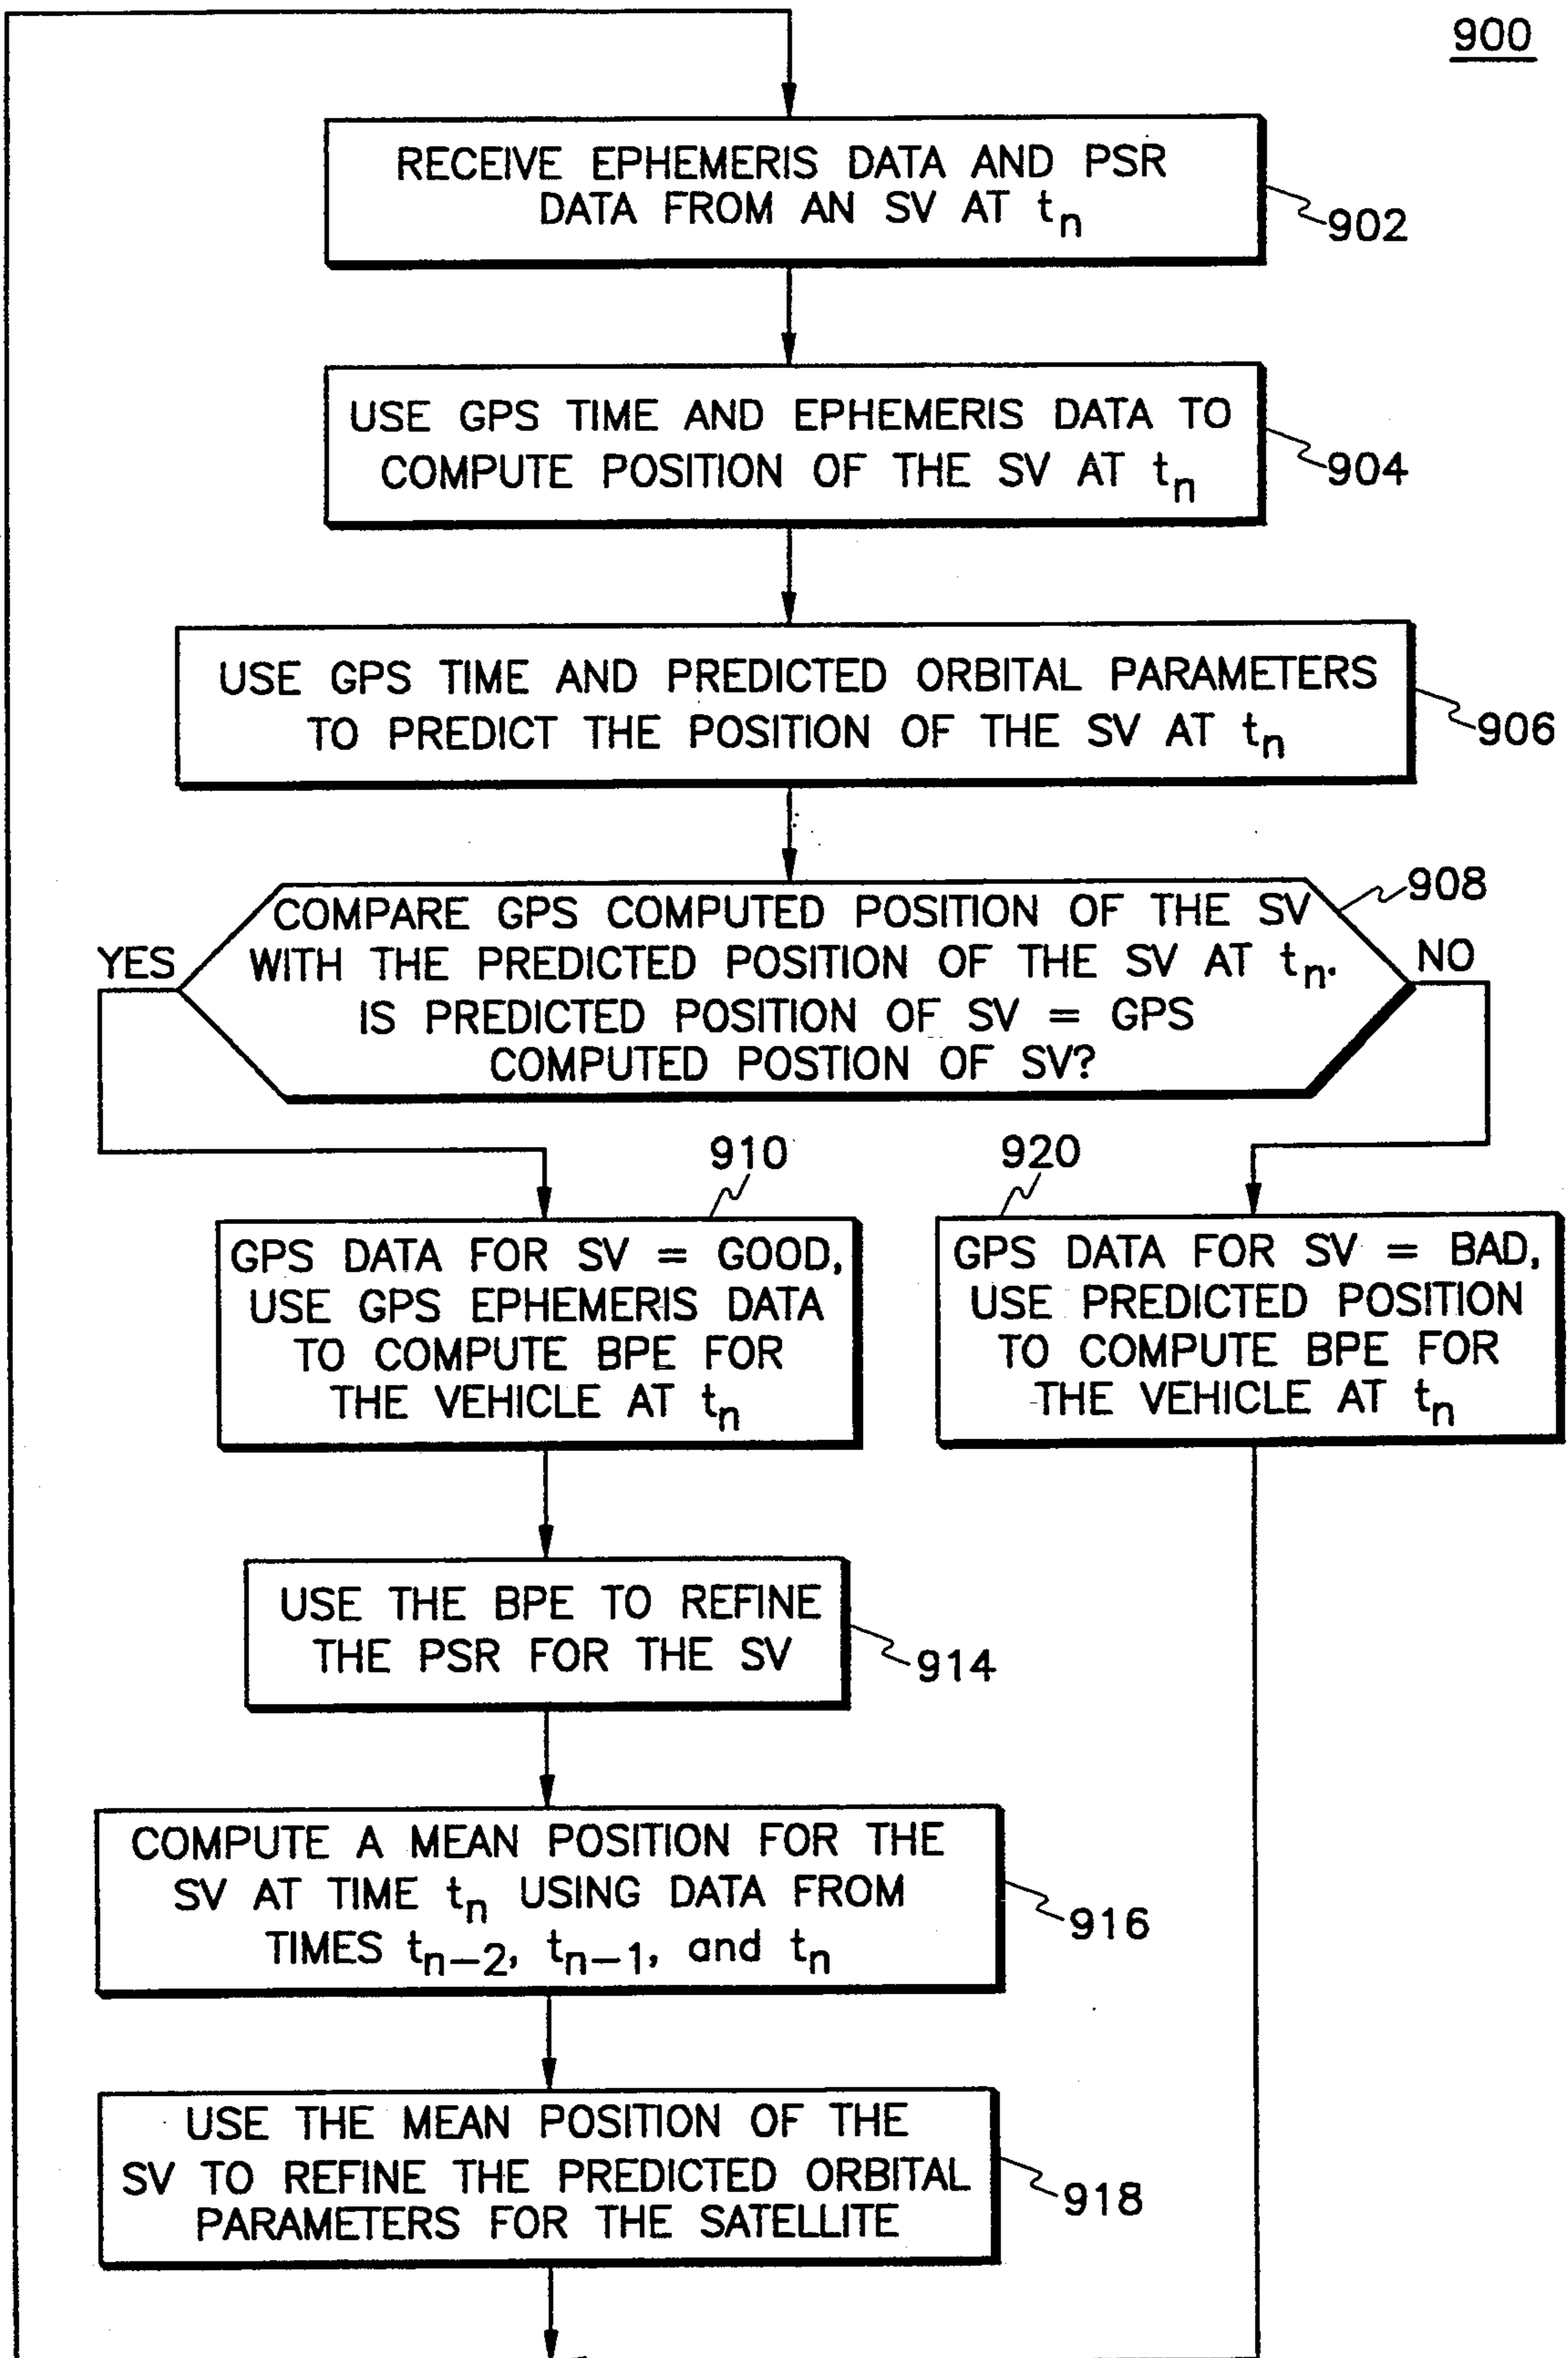 900
RECEIVE EPHEMERIS DATA AND PSR
DATA FROM AN SV AT tn
902
USE GPS TIME AND EPHEMERIS DATA TO
COMPUTE POSITION OF THE SV AT tn
904
USE GPS TIME AND PREDICTED ORBITAL PARAMETERS
TO PREDICT THE POSITION OF THE SV AT tn
906
908
COMPARE GPS COMPUTED POSITION OF THE SV
WITH THE PREDICTED POSITION OF THE SV AT tn.
IS PREDICTED POSITION OF SV = GPS
COMPUTED POSTION OF SV?
YES
NO
910
GPS DATA FOR SV = GOOD,
USE GPS EPHEMERIS DATA
TO COMPUTE BPE FOR
THE VEHICLE AT tn
920
GPS DATA FOR SV = BAD,
USE PREDICTED POSITION
TO COMPUTE BPE FOR
THE VEHICLE AT tn
USE THE BPE TO REFINE
THE PSR FOR THE SV
914
COMPUTE A MEAN POSITION FOR THE
SV AT TIME tn USING DATA FROM
TIMES tn-2, tn-1, and tn
916
USE THE MEAN POSITION OF THE
SV TO REFINE THE PREDICTED ORBITAL
PARAMETERS FOR THE SATELLITE
918